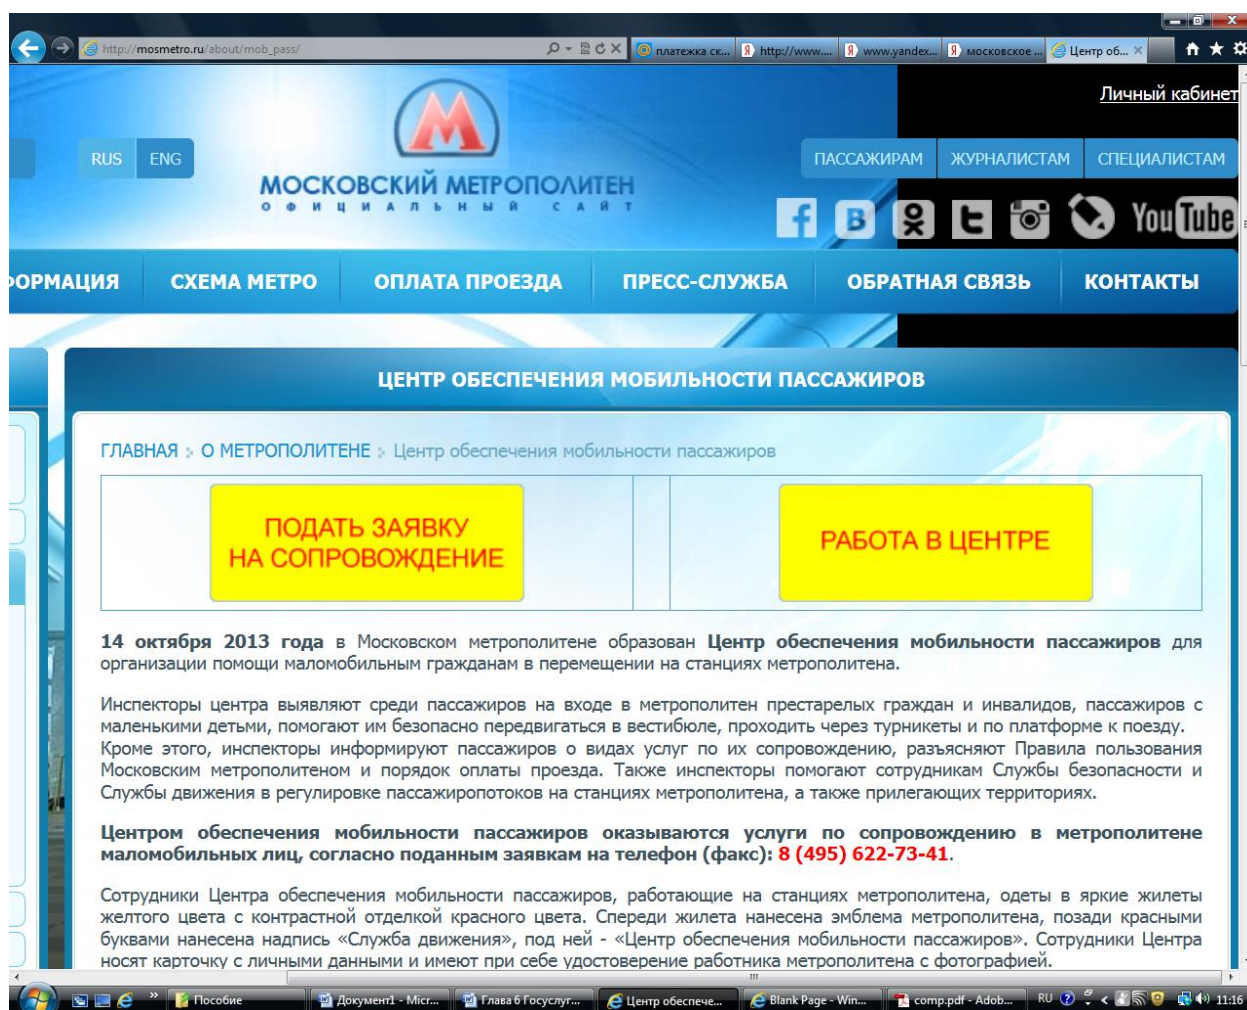 http://mosmetro.ru/about/mob_pass/
платежка ск...
http://www....
www.yandex...
московское ...
Центр об...
Личный кабинет
RUS ENG
ПАССАЖИРАМ ЖУРНАЛИСТАМ СПЕЦИАЛИСТАМ
МОСКОВСКИЙ МЕТРОПОЛИТЕН
ОФИЦИАЛЬНЫЙ САЙТ
You Tube
ФОРМАЦИЯ СХЕМА МЕТРО ОПЛАТА ПРОЕЗДА ПРЕСС-СЛУЖБА ОБРАТНАЯ СВЯЗЬ КОНТАКТЫ
ЦЕНТР ОБЕСПЕЧЕНИЯ МОБИЛЬНОСТИ ПАССАЖИРОВ
ГЛАВНАЯ О МЕТРОПОЛИТЕНЕ Центр обеспечения мобильности пассажиров
ПОДАТЬ ЗАЯВКУ
НА СОПРОВОЖДЕНИЕ
РАБОТА В ЦЕНТРЕ
14 октября 2013 года в Московском метрополитене образован Центр обеспечения мобильности пассажиров для
организации помощи маломобильным гражданам в перемещении на станциях метрополитена.
Инспекторы центра выявляют среди пассажиров на входе в метрополитен престарелых граждан и инвалидов, пассажиров с
маленькими детьми, помогают им безопасно передвигаться в вестибюле, проходить через турникеты и по платформе к поезду.
Кроме этого, инспекторы информируют пассажиров о видах услуг по их сопровождению, разъясняют Правила пользования
Московским метрополитеном и порядок оплаты проезда. Также инспекторы помогают сотрудникам Службы безопасности и
Службы движения в регулировке пассажиропотоков на станциях метрополитена, а также прилегающих территориях.
Центром обеспечения мобильности пассажиров оказываются услуги по сопровождению в метрополитене
маломобильных лиц, согласно поданным заявкам на телефон (факс): 8 (495) 622-73-41.
Сотрудники Центра обеспечения мобильности пассажиров, работающие на станциях метрополитена, одеты в яркие жилеты
желтого цвета с контрастной отделкой красного цвета. Спереди жилета нанесена эмблема метрополитена, позади красными
буквами нанесена надпись «Служба движения», под ней - «Центр обеспечения мобильности пассажиров». Сотрудники Центра
носят карточку с личными данными и имеют при себе удостоверение работника метрополитена с фотографией.
Пособие
Документ1 - Micr...
Глава 6 Госуслуг...
Центр обеспече...
Blank Page - Win...
comp.pdf - Adob...
RU
11:16